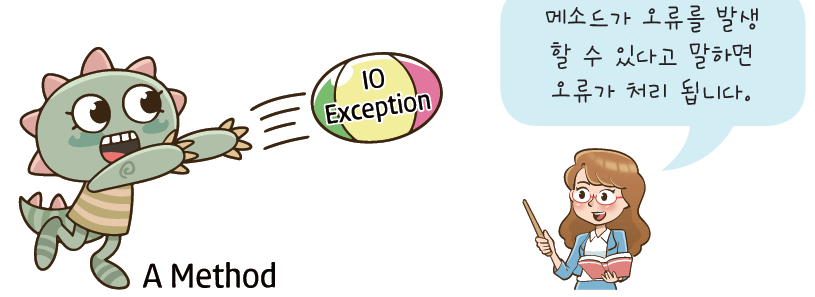 IO
Exception
A Method
메소드가 오류를 발생
할 수 있다고 말하면
오류가 처리 됩니다.